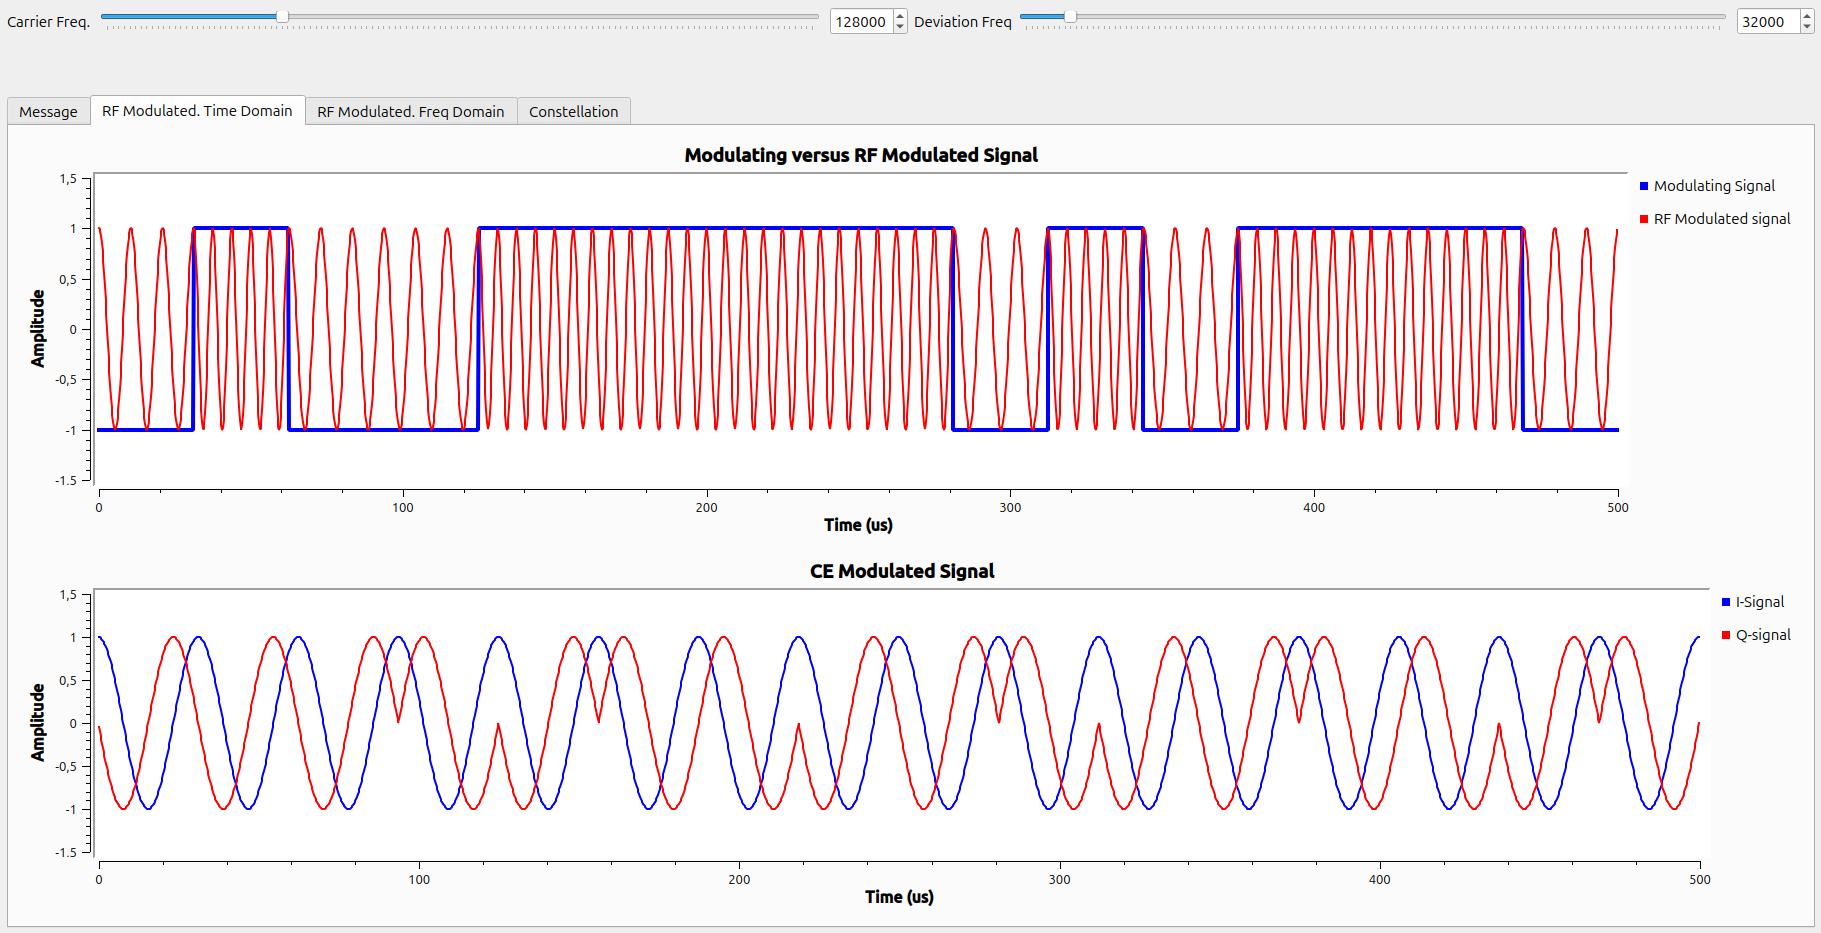 Carrier Freq. 128000 Deviation Freq 32000
Message RF Modulated. Time Domain RF Modulated. Freq Domain Constellation
Modulating versus RF Modulated Signal
1,5
1
0,5
0
-0,5
-1
-1.5
Amplitude
0 100 200 300 400 500
Time (us)
Modulating Signal
RF Modulated signal
CE Modulated Signal
1,5
1
0,5
0
-0,5
-1
-1.5
Amplitude
0 100 200 300 400 500
Time (us)
I-Signal
Q-signal